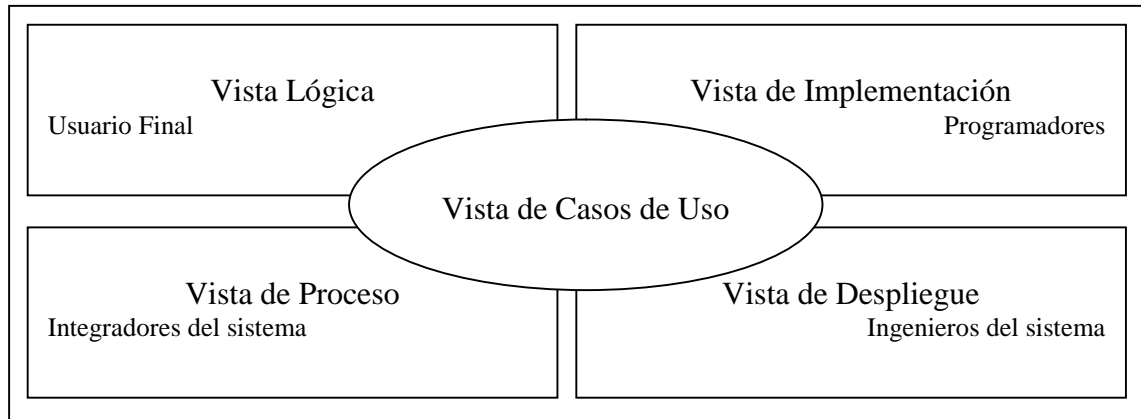 Vista Lógica
Usuario Final
Vista de Implementación
Programadores
Vista de Casos de Uso
Vista de Proceso
Integradores del sistema
Vista de Despliegue
Ingenieros del sistema